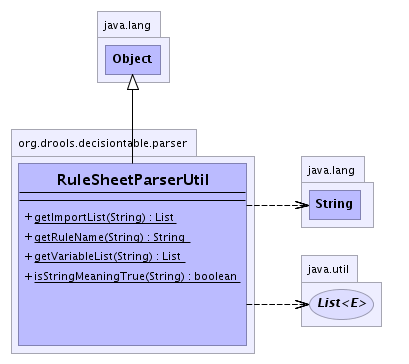 java.lang
Object
org.drools.decisiontable.parser
RuleSheetParserUtil
+ getImportList(String) : List
+ getRuleName(String) : String
+ getVariableList(String) : List
+ isStringMeaningTrue(String) : boolean
java.lang
String
java.util
List<E>